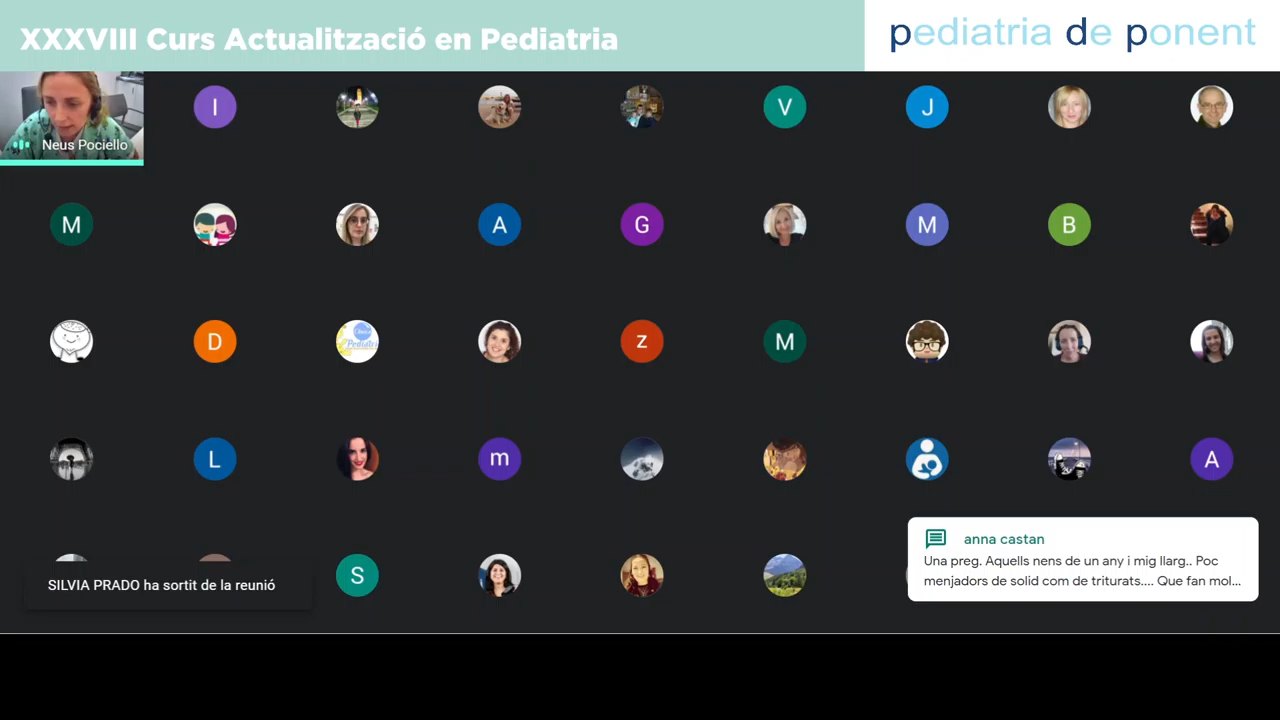 XXXVIII Curs Actualització en Pediatria
pediatria de ponent
Neus Pociello
I
V
J
M
A
G
M
B
D
Pediatri
z
M
L
m
A
SILVIA PRADO ha sortit de la reunió
S
anna castan
Una preg. Aquells nens de un any i mig llarg.. Poc
menjadors de solid com de triturats.... Que fan mol...